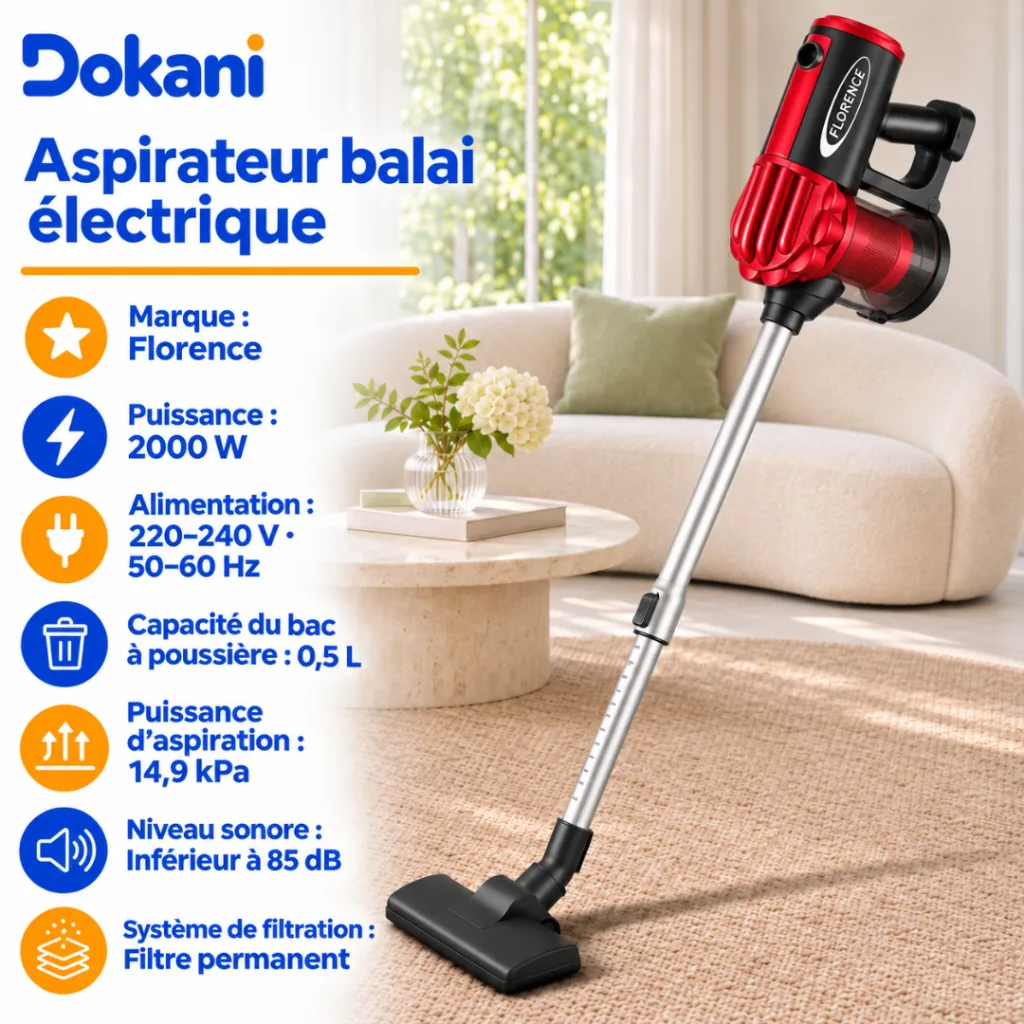 Dokani
Aspirateur balai
électrique
FLORENCE
Marque :
Florence
Puissance :
2000 W
Alimentation :
220–240 V •
50–60 Hz
Capacité du bac
à poussière : 0,5 L
Puissance
d’aspiration :
14,9 kPa
Niveau sonore :
Inférieur à 85 dB
Système de filtration :
Filtre permanent